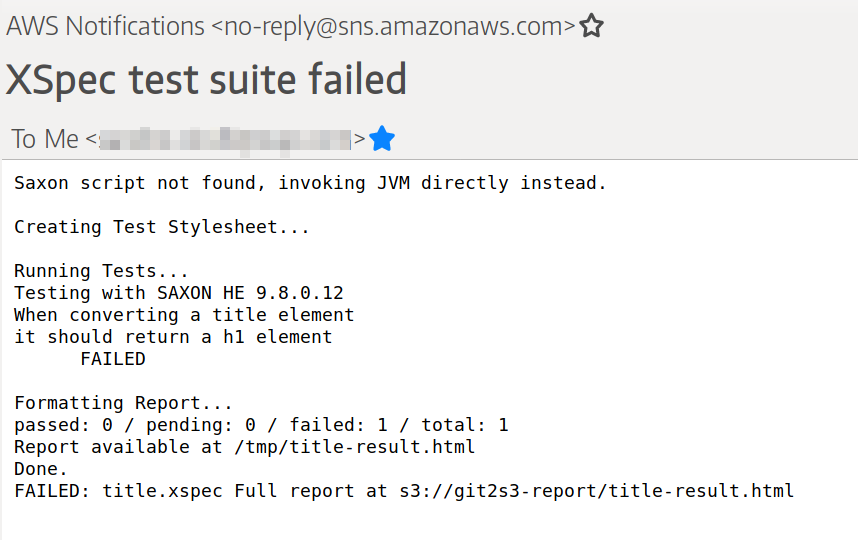 AWS Notifications <no-reply@sns.amazonaws.com>
XSpec test suite failed
To Me < >
Saxon script not found, invoking JVM directly instead.
Creating Test Stylesheet...
Running Tests...
Testing with SAXON HE 9.8.0.12
When converting a title element
it should return a h1 element
FAILED
Formatting Report...
passed: 0 / pending: 0 / failed: 1 / total: 1
Report available at /tmp/title-result.html
Done.
FAILED: title.xspec Full report at s3://git2s3-report/title-result.html